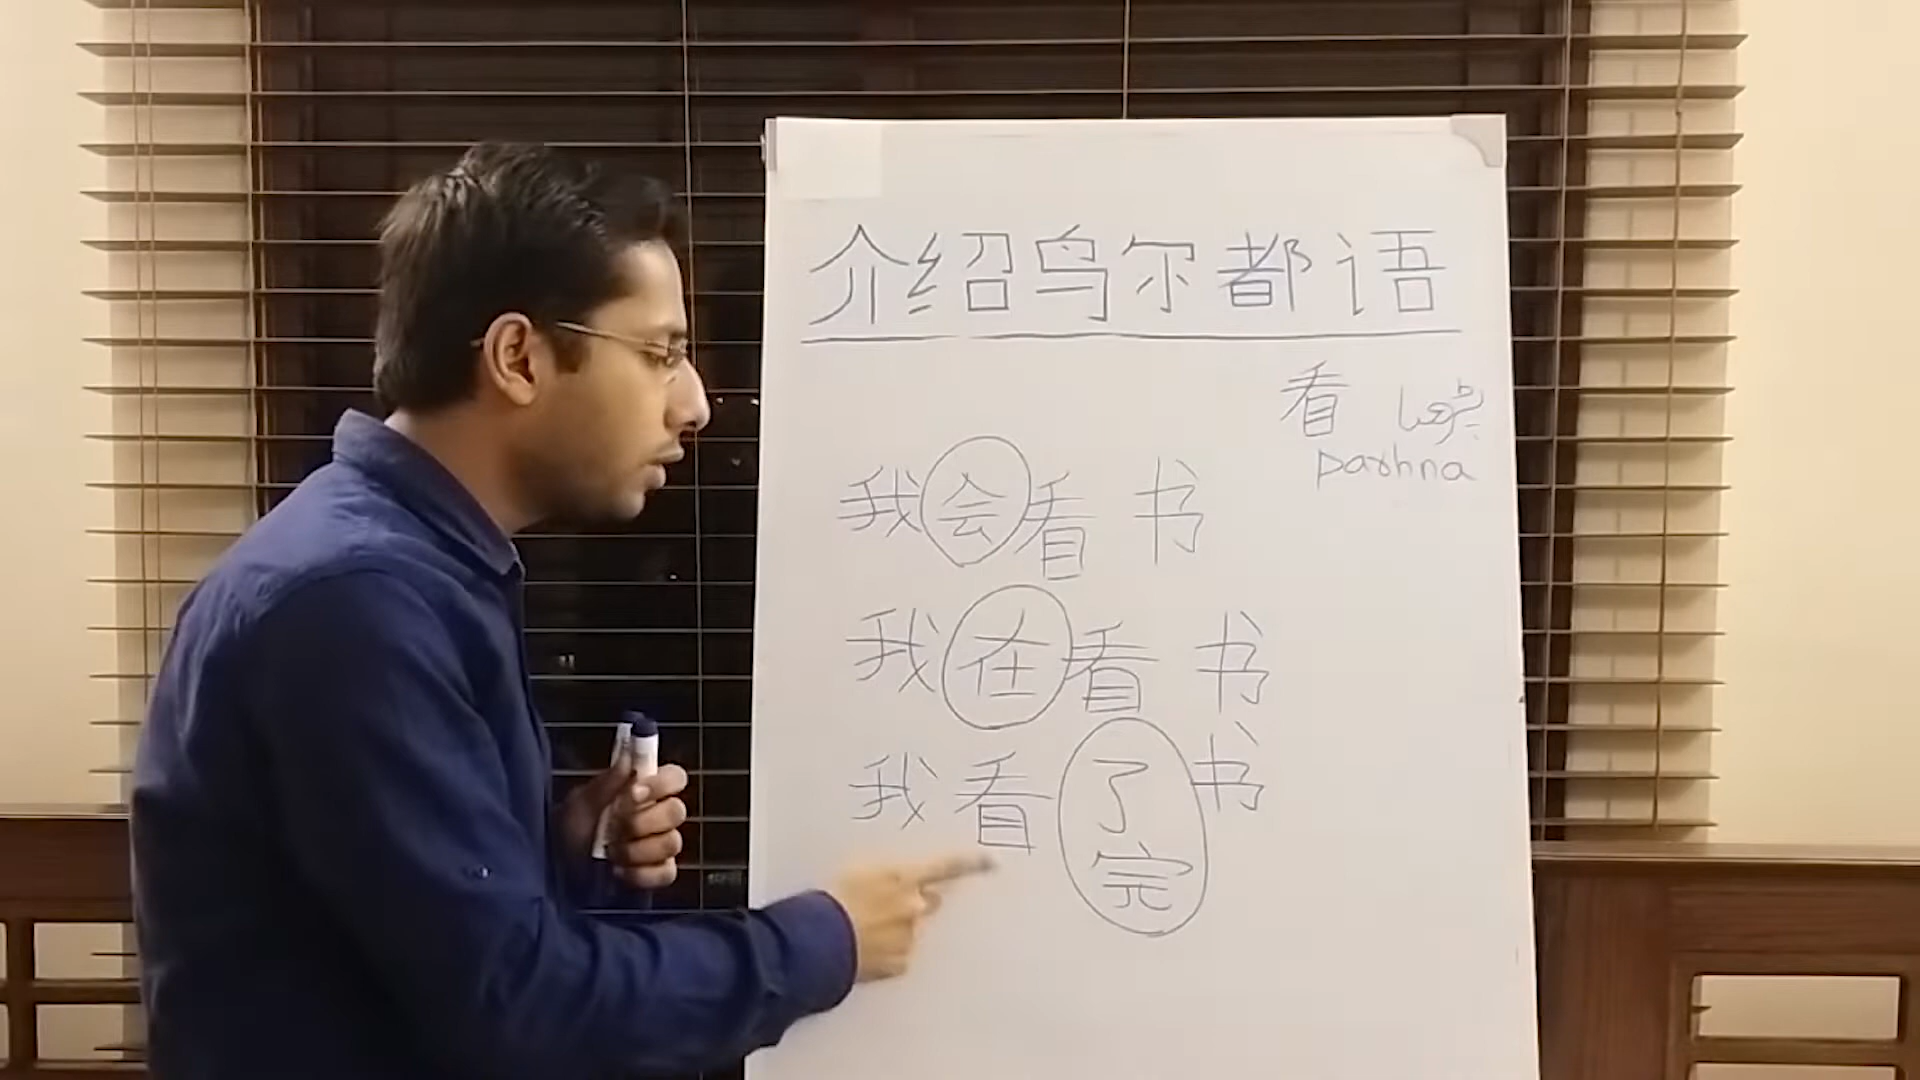 介绍乌尔都语
看 پڑھنا
parhna
我会看书
我在看书
我看了书
完